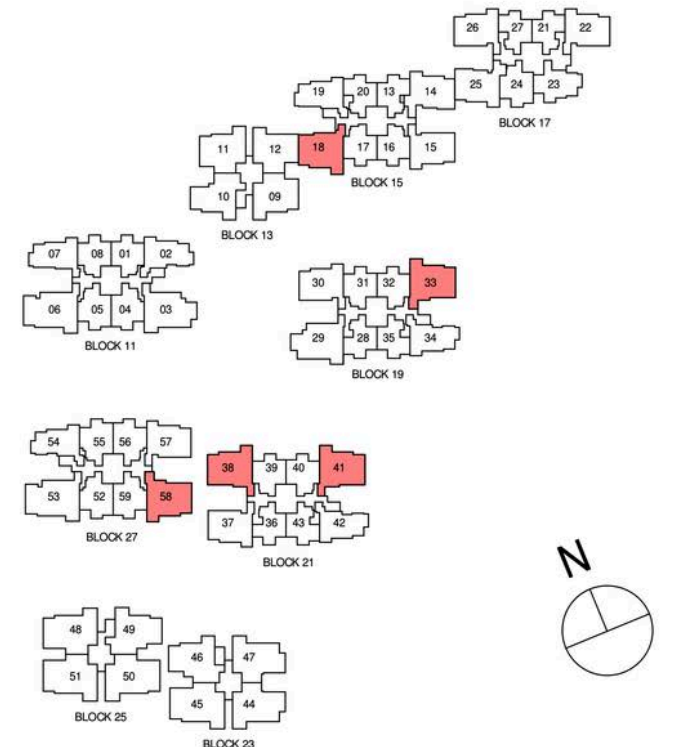 26 27 21 22
25 24 23
BLOCK 17
19 20 13 14
18 17 16 15
BLOCK 15
11 12
10 09
BLOCK 13
07 08 01 02
06 05 04 03
BLOCK 11
30 31 32 33
29 28 35 34
BLOCK 19
54 55 56 57
53 52 59 58
BLOCK 27
38 39 40 41
37 36 43 42
BLOCK 21
N
48 49
51 50
BLOCK 25
46 47
45 44
BLOCK 23